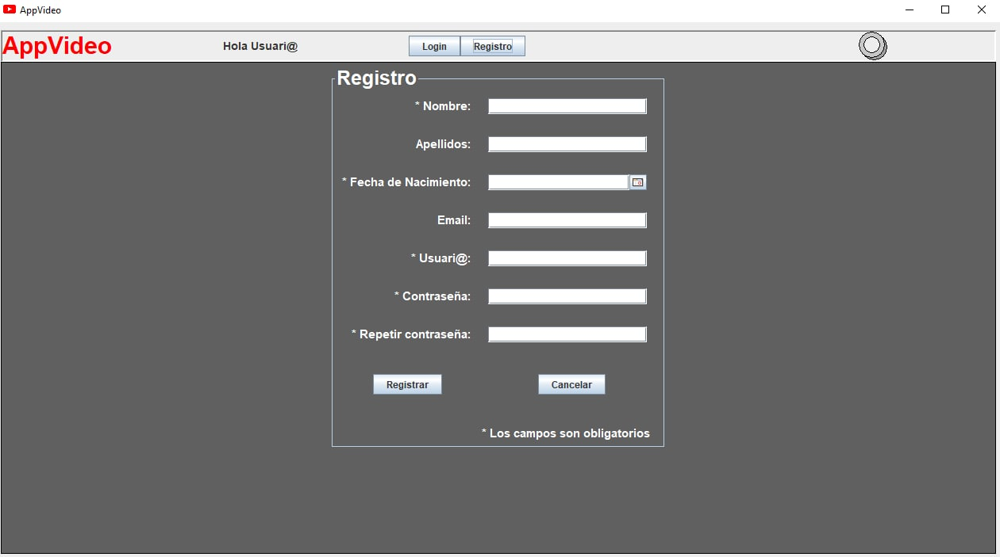 AppVideo
AppVideo
Hola Usuari@
Login
Registro
Registro
* Nombre:
Apellidos:
* Fecha de Nacimiento:
Email:
* Usuari@:
* Contraseña:
* Repetir contraseña:
Registrar
Cancelar
* Los campos son obligatorios